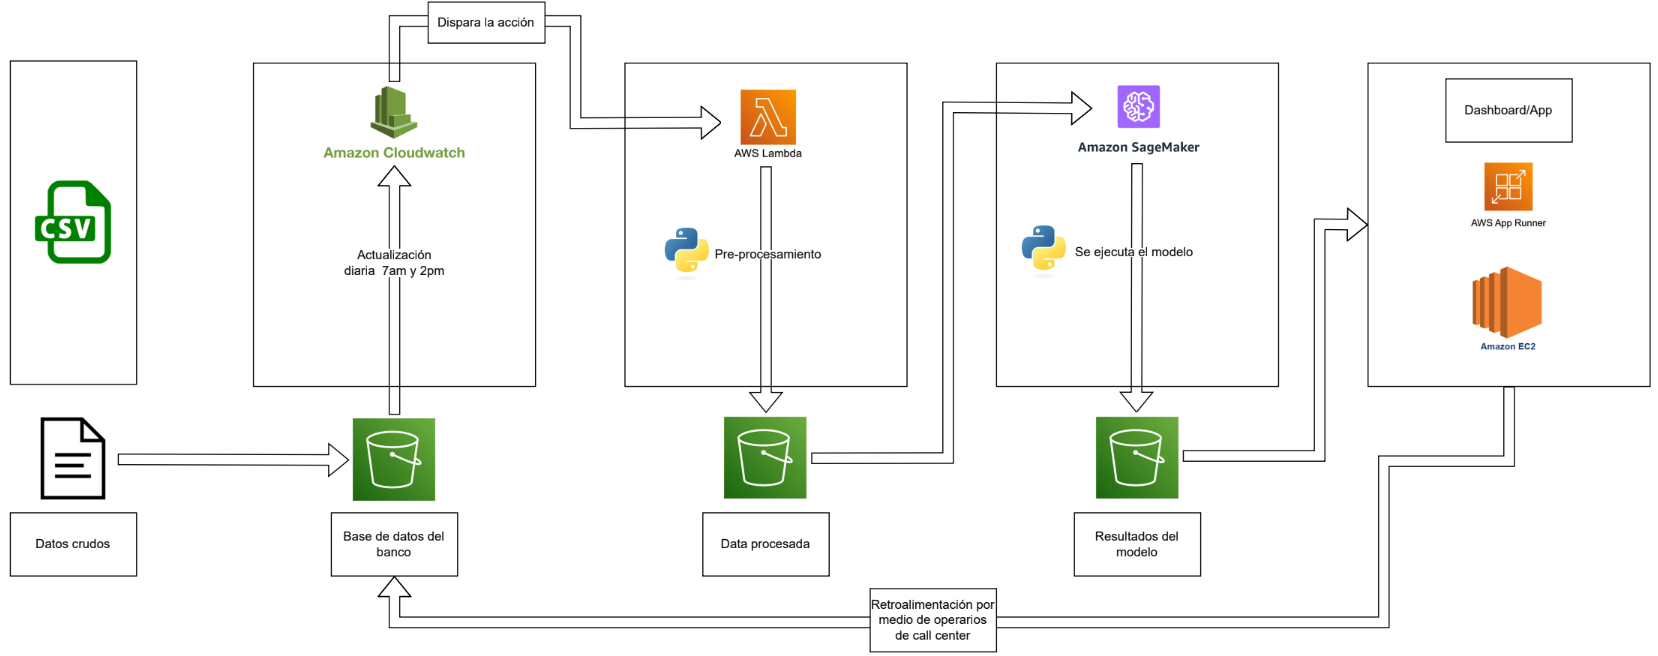 Dispara la acción
Amazon Cloudwatch
Actualización
diaria 7am y 2pm
AWS Lambda
Pre-procesamiento
Amazon SageMaker
Se ejecuta el modelo
Dashboard/App
AWS App Runner
Amazon EC2
CSV
Datos crudos
Base de datos del
banco
Data procesada
Resultados del
modelo
Retroalimentación por
medio de operarios
de call center